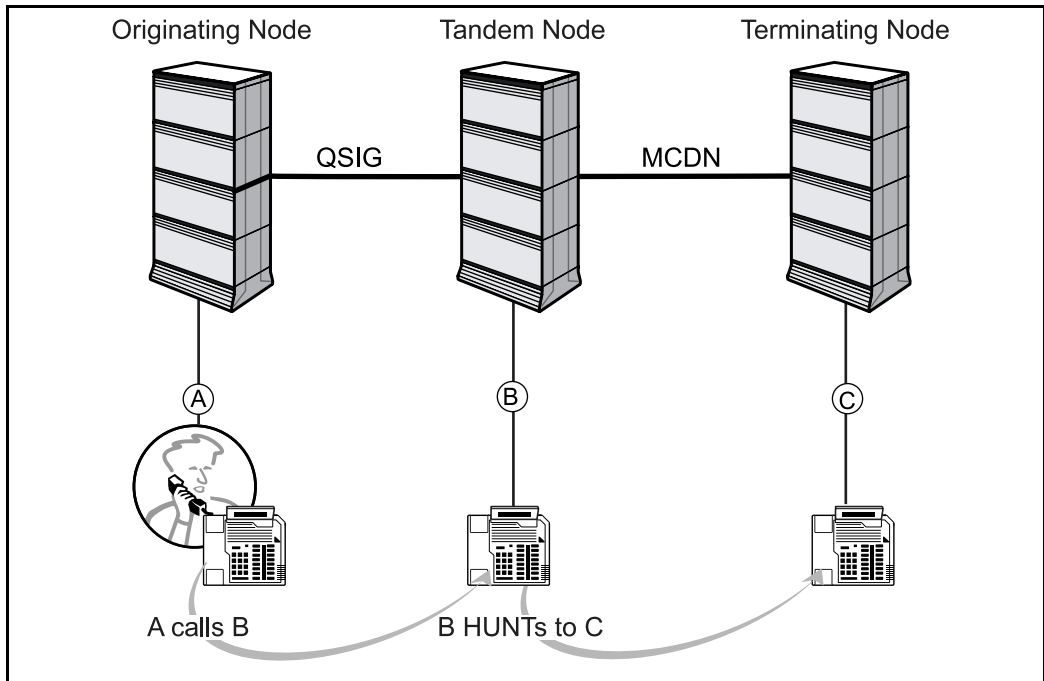 Originating Node
Tandem Node
Terminating Node
QSIG
MCDN
A
B
C
A calls B
B HUNTs to C